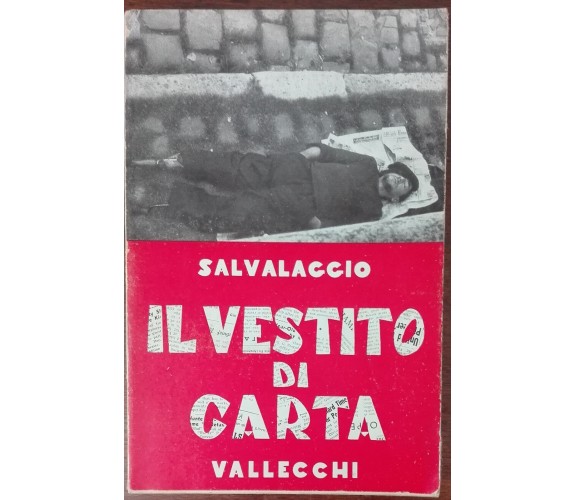 SALVALAGGIO
IL VESTITO
DI
CARTA
VALLECCHI